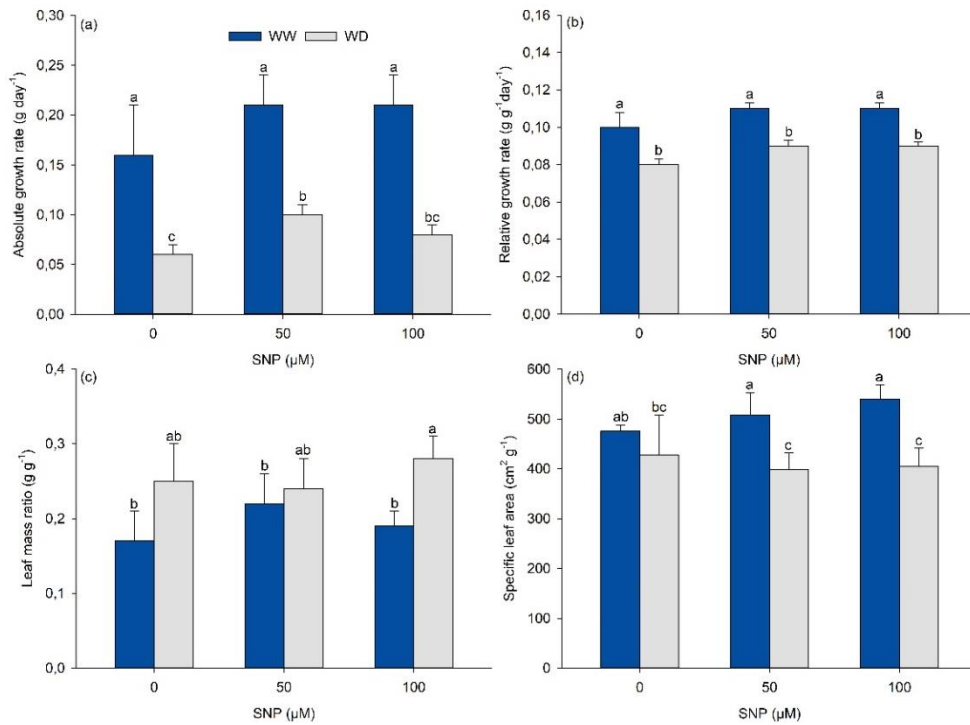 (a)
WW WD
Absolute growth rate (g day⁻¹)
0,30
0,25
0,20
0,15
0,10
0,05
0,00
a
c
a
b
a
bc
0 50 100
SNP (µM)
(b)
Relative growth rate (g g⁻¹day⁻¹)
0,16
0,14
0,12
0,10
0,08
0,06
0,04
0,02
0,00
a
b
a
b
a
b
0 50 100
SNP (µM)
(c)
Leaf mass ratio (g g⁻¹)
0,4
0,3
0,2
0,1
0,0
b
ab
b
ab
b
a
0 50 100
SNP (µM)
(d)
Specific leaf area (cm² g⁻¹)
600
500
400
300
200
100
0
ab
bc
a
c
a
c
0 50 100
SNP (µM)